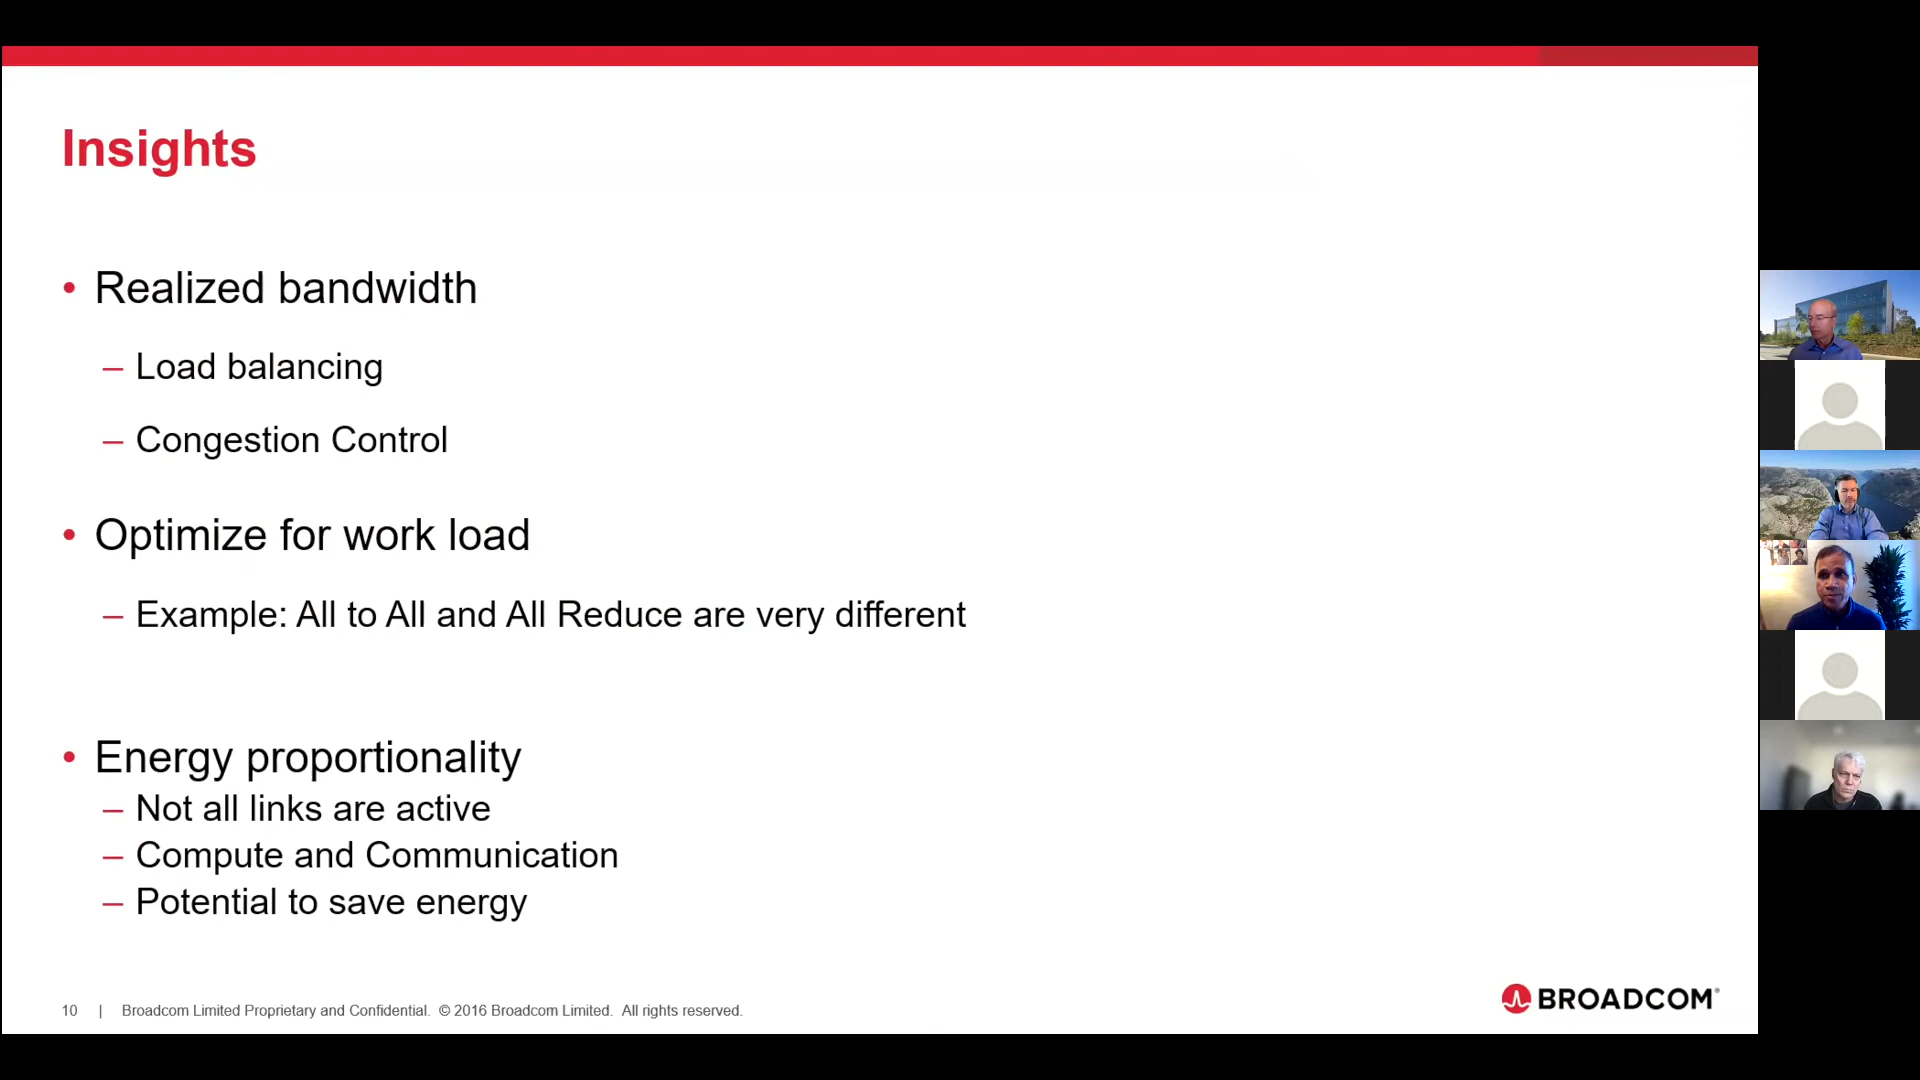 Insights
• Realized bandwidth
– Load balancing
– Congestion Control
• Optimize for work load
– Example: All to All and All Reduce are very different
• Energy proportionality
– Not all links are active
– Compute and Communication
– Potential to save energy
10 | Broadcom Limited Proprietary and Confidential. © 2016 Broadcom Limited. All rights reserved.
BROADCOM®